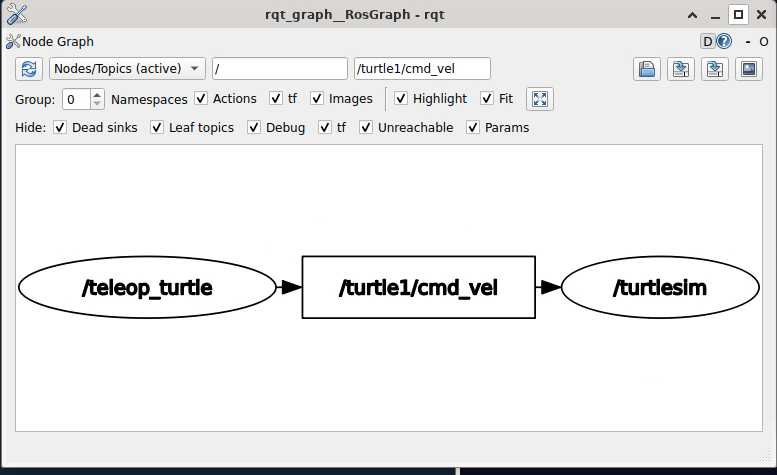 rqt_graph__RosGraph - rqt
Node Graph
D
- O
Nodes/Topics (active) / /turtle1/cmd_vel
Group: 0 Namespaces Actions tf Images Highlight Fit
Hide: Dead sinks Leaf topics Debug tf Unreachable Params
/teleop_turtle /turtle1/cmd_vel /turtlesim